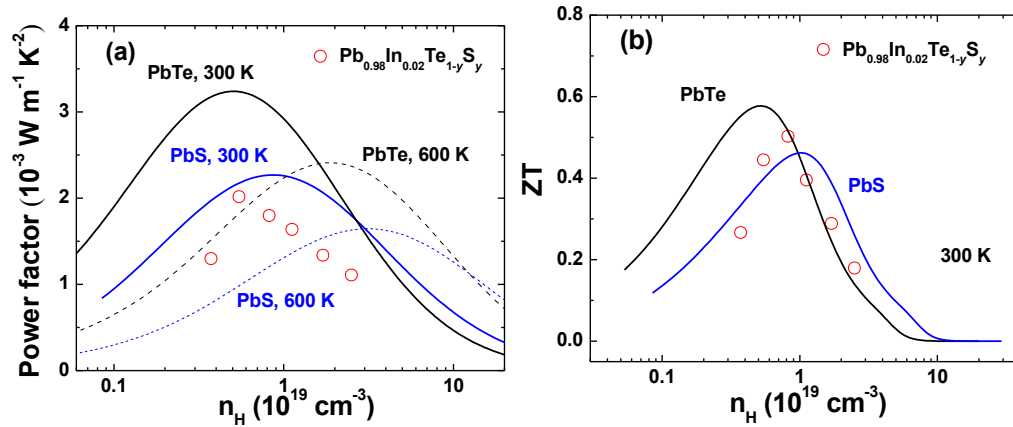 (a)
Pb0.98In0.02Te1-ySy
PbTe, 300 K
PbS, 300 K
PbTe, 600 K
PbS, 600 K
Power factor (10-3 W m-1 K-2)
4
3
2
1
0
0.1
1
10
nH (1019 cm-3)
(b)
Pb0.98In0.02Te1-ySy
PbTe
PbS
300 K
ZT
0.8
0.6
0.4
0.2
0.0
0.1
1
10
nH (1019 cm-3)